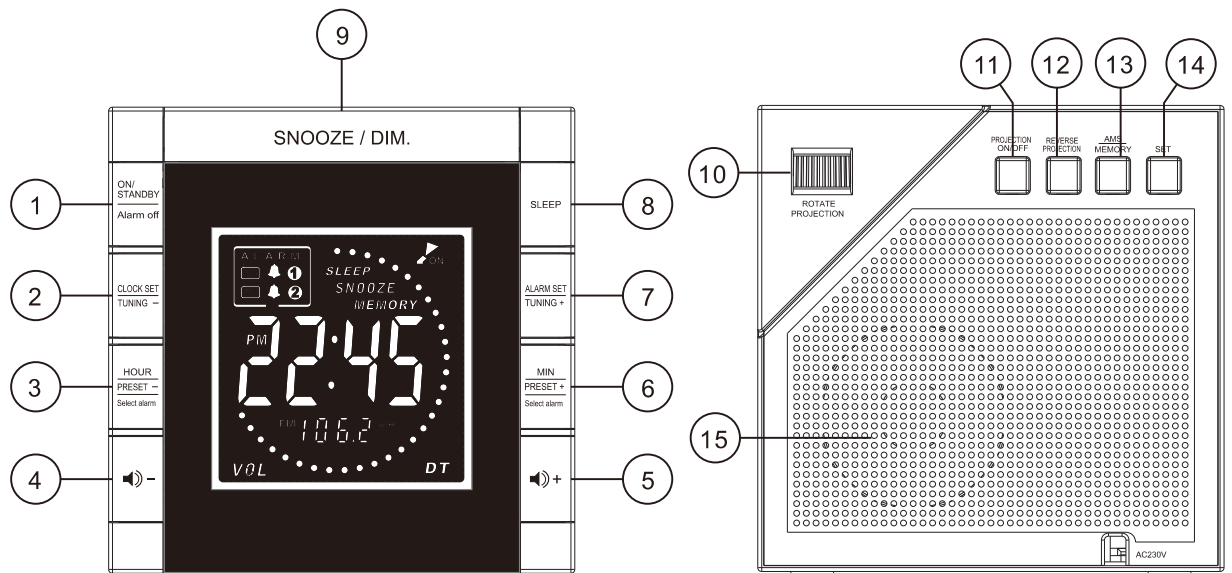 9
SNOOZE / DIM.
ON/
STANDBY
Alarm off
1
CLOCK SET
TUNING −
2
HOUR
PRESET −
Select alarm
3
🔊 −
4
ALARM
ON
1
2
SLEEP
SNOOZE
MEMORY
PM
22:45
FM 106.2
VOL
DT
SLEEP
8
ALARM SET
TUNING +
7
MIN
PRESET +
Select alarm
6
🔊 +
5
11
12
13
14
PROJECTION
ON/OFF
REVERSE
PROJECTION
AMS
MEMORY
SET
10
ROTATE
PROJECTION
15
AC230V